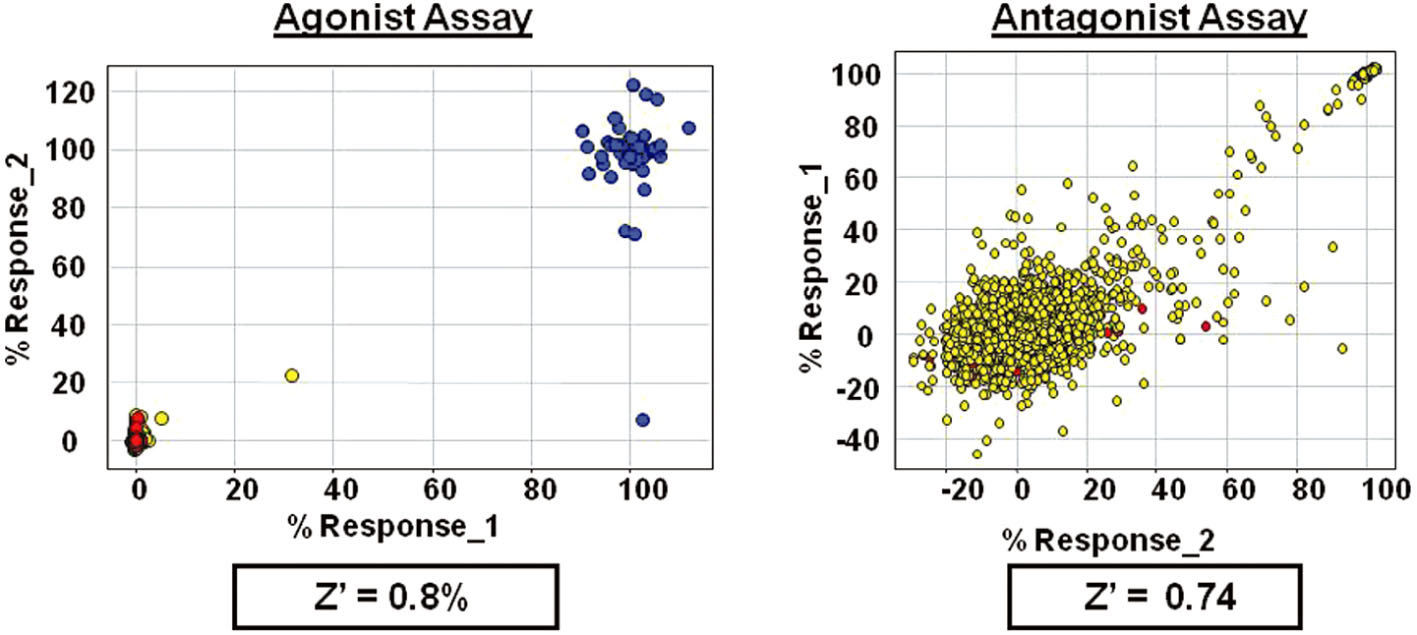 Agonist Assay
% Response_2
120
100
80
60
40
20
0
0 20 40 60 80 100
% Response_1
Z’ = 0.8%
Antagonist Assay
% Response_1
100
80
60
40
20
0
-20
-40
-20 0 20 40 60 80 100
% Response_2
Z’ = 0.74